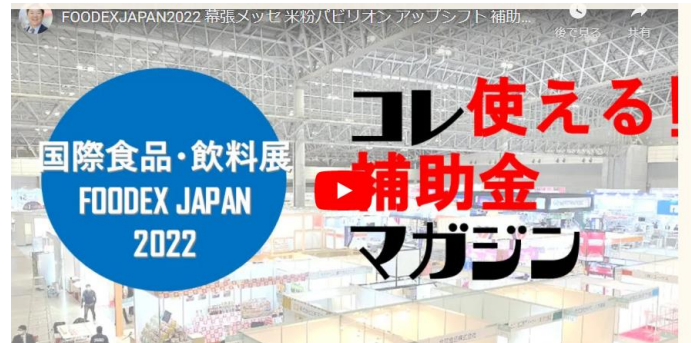 FOODEXJAPAN2022 幕張メッセ 米粉パビリオン アップシフト 補助...
後で見る
共有
国際食品・飲料展
FOODEX JAPAN
2022
コレ使える!
補助金
マガジン